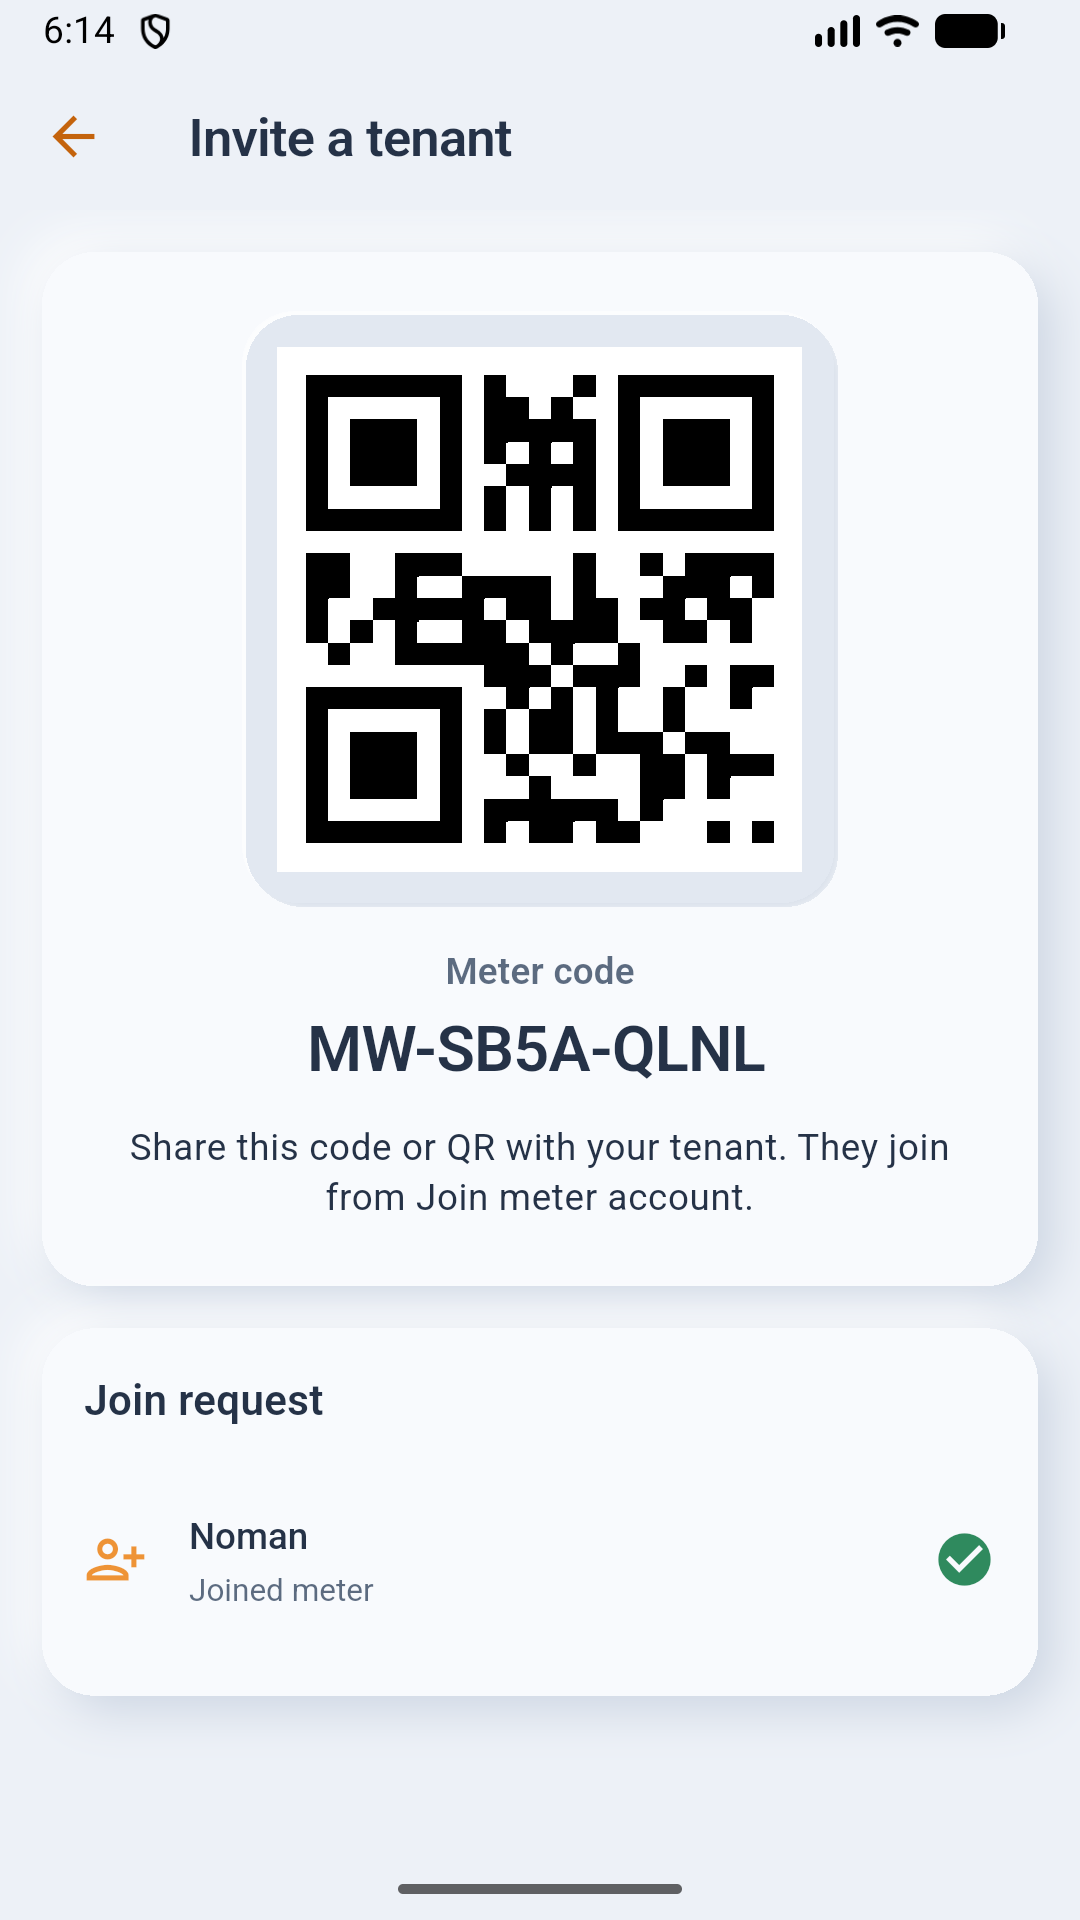 6:14
Invite a tenant
Meter code
MW-SB5A-QLNL
Share this code or QR with your tenant. They join
from Join meter account.
Join request
Noman
Joined meter